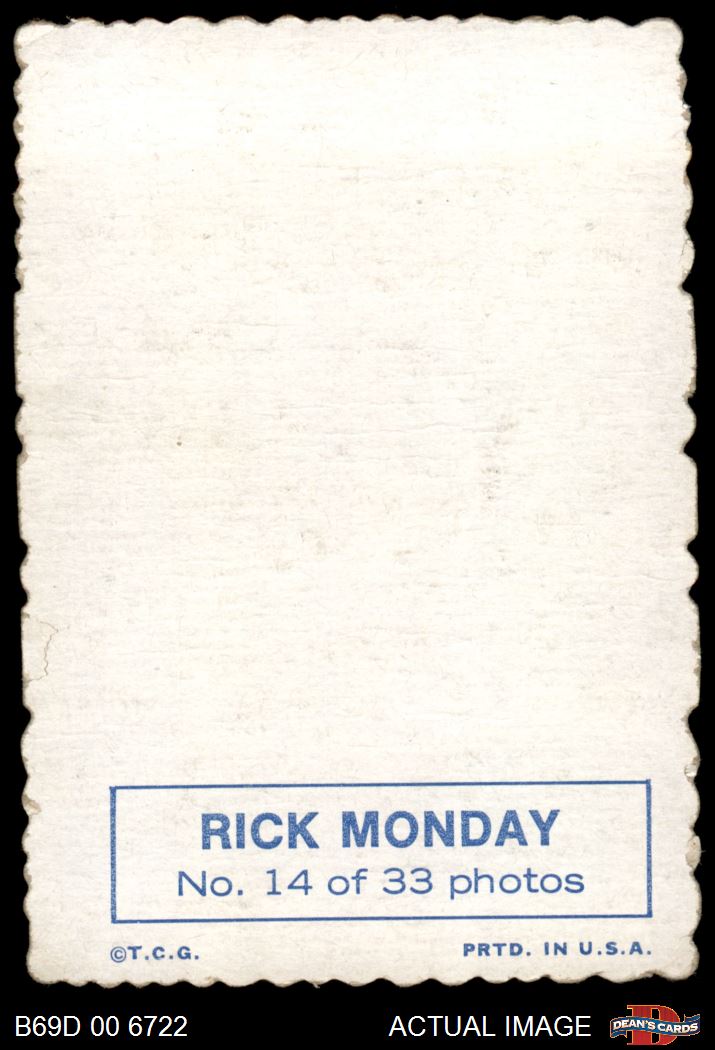 RICK MONDAY
No. 14 of 33 photos
©T.C.G.
PRTD. IN U.S.A.
B69D 00 6722
ACTUAL IMAGE
DEAN'S CARDS